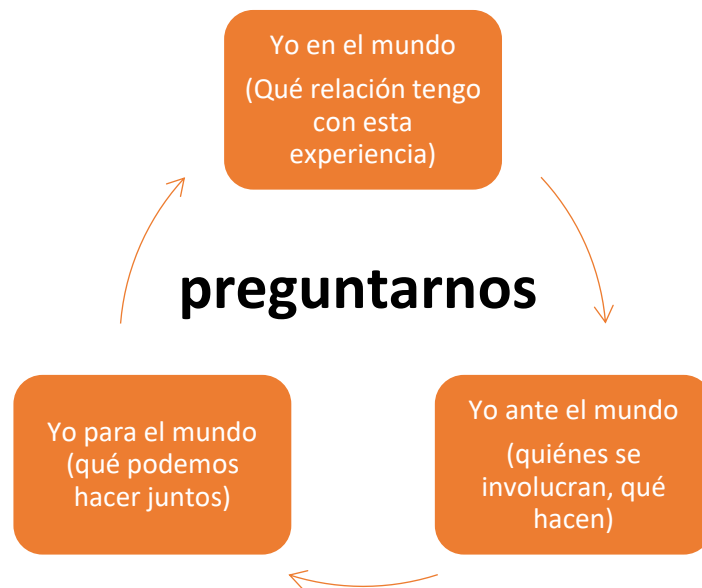 Yo en el mundo
(Qué relación tengo
con esta
experiencia)
preguntarnos
Yo ante el mundo
(quiénes se
involucran, qué
hacen)
Yo para el mundo
(qué podemos
hacer juntos)